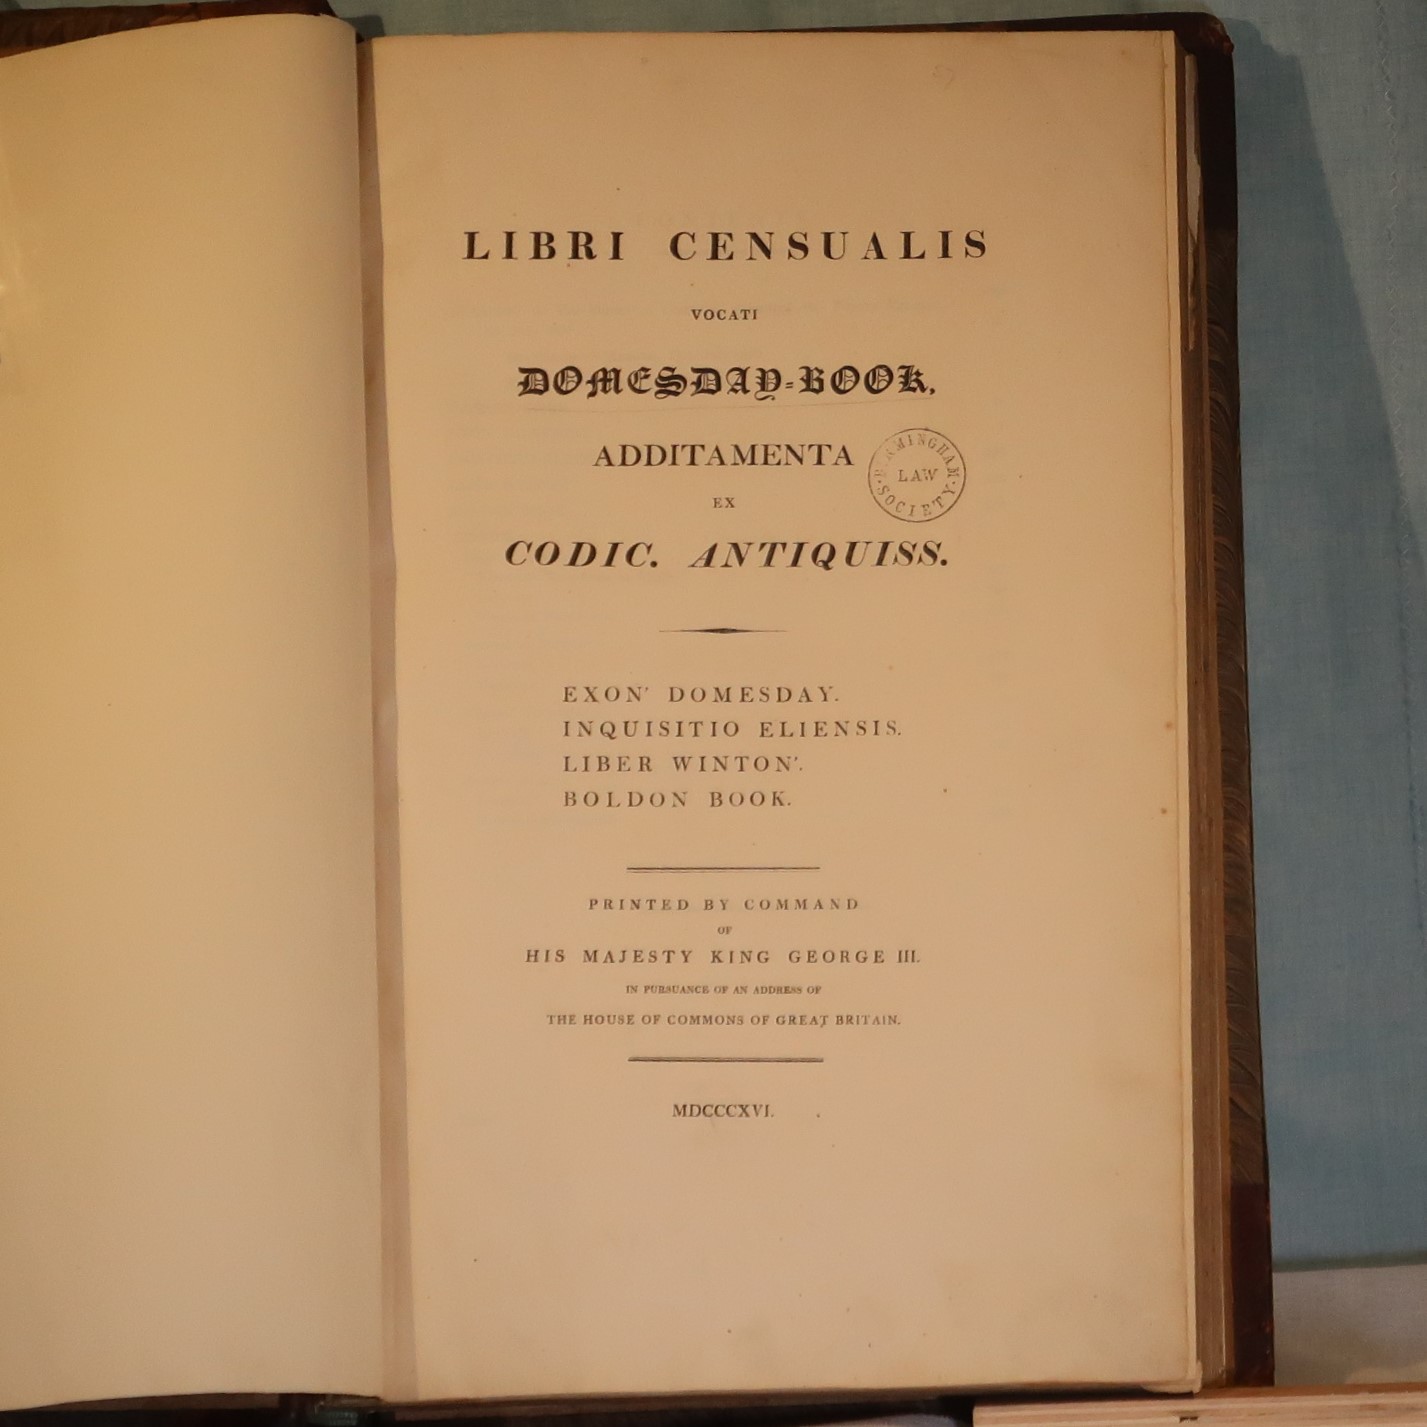 LIBRI CENSUALIS
VOCATI
DOMESDAY-BOOK,
ADDITAMENTA
BIRMINGHAM
LAW
SOCIETY
EX
CODIC. ANTIQUISS.
EXON' DOMESDAY.
INQUISITIO ELIENSIS.
LIBER WINTON'.
BOLDON BOOK.
PRINTED BY COMMAND
OF
HIS MAJESTY KING GEORGE III.
IN PURSUANCE OF AN ADDRESS OF
THE HOUSE OF COMMONS OF GREAT BRITAIN.
MDCCCXVI.